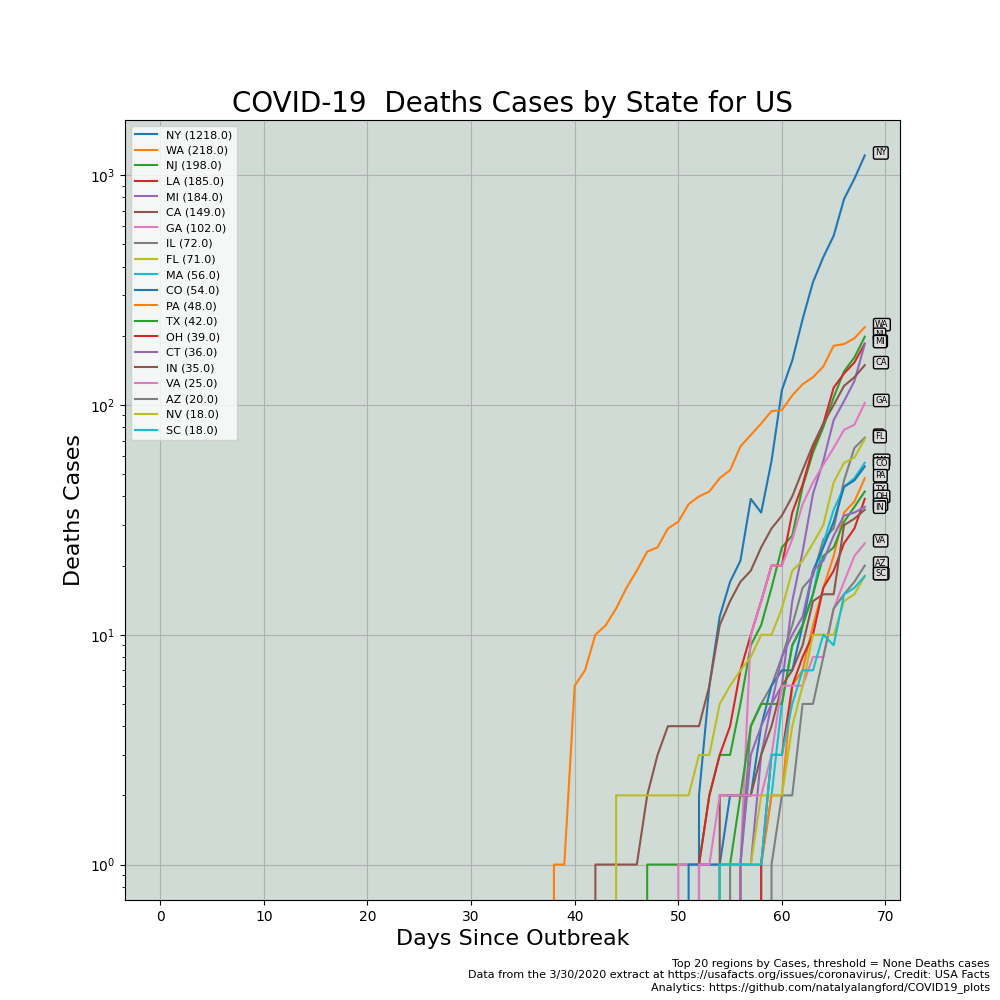 COVID-19  Deaths Cases by State for US
NY (1218.0)
WA (218.0)
NJ (198.0)
LA (185.0)
MI (184.0)
CA (149.0)
GA (102.0)
IL (72.0)
FL (71.0)
MA (56.0)
CO (54.0)
PA (48.0)
TX (42.0)
OH (39.0)
CT (36.0)
IN (35.0)
VA (25.0)
AZ (20.0)
NV (18.0)
SC (18.0)
Deaths Cases
10³
10²
10¹
10⁰
NY
WA
MI
CA
GA
FL
CO
PA
TX
OH
IN
VA
AZ
SC
0 10 20 30 40 50 60 70
Days Since Outbreak
Top 20 regions by Cases, threshold = None Deaths cases
Data from the 3/30/2020 extract at https://usafacts.org/issues/coronavirus/, Credit: USA Facts
Analytics: https://github.com/natalyalangford/COVID19_plots